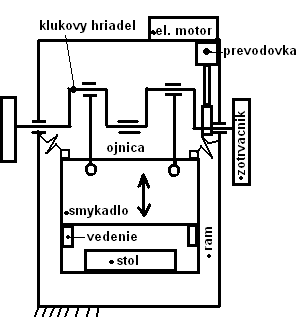 klukovy hriadel
el. motor
prevodovka
ojnica
zotrvacnik
smykadlo
vedenie
ram
stol